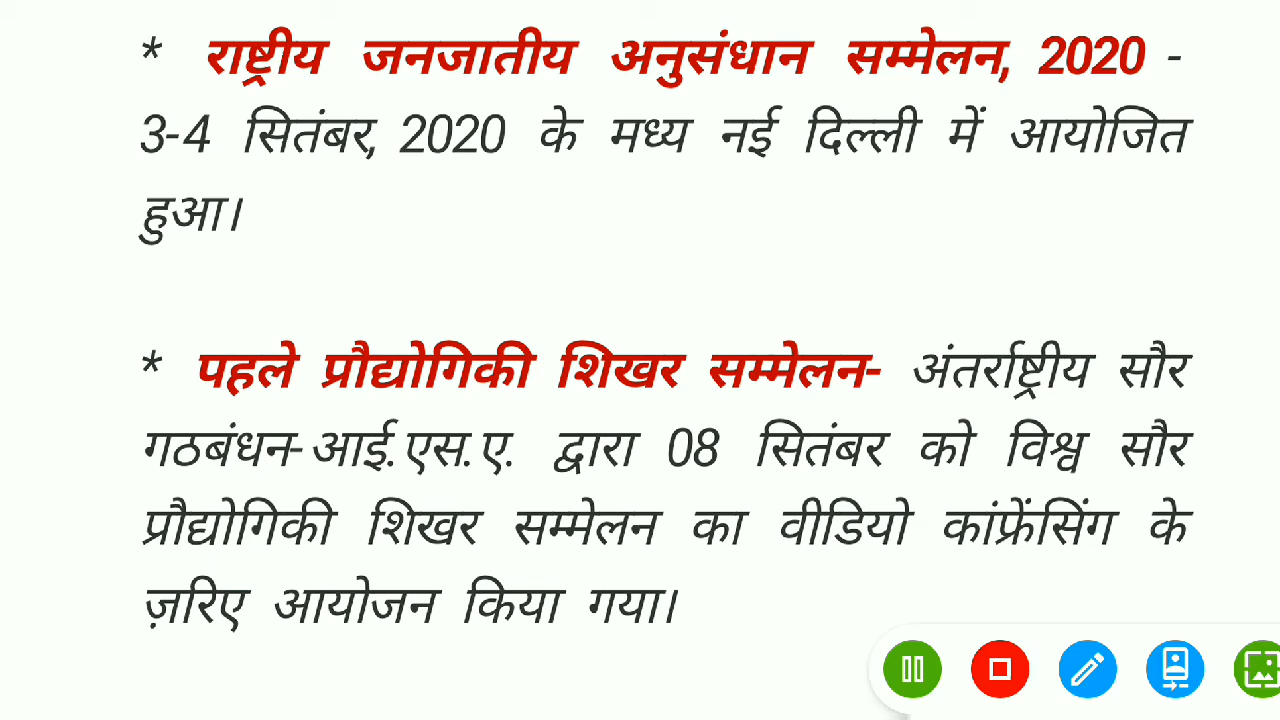 * राष्ट्रीय जनजातीय अनुसंधान सम्मेलन, 2020 -
3-4 सितंबर, 2020 के मध्य नई दिल्ली में आयोजित
हुआ।
* पहले प्रौद्योगिकी शिखर सम्मेलन- अंतर्राष्ट्रीय सौर
गठबंधन-आई.एस.ए. द्वारा 08 सितंबर को विश्व सौर
प्रौद्योगिकी शिखर सम्मेलन का वीडियो कांफ्रेंसिंग के
ज़रिए आयोजन किया गया।